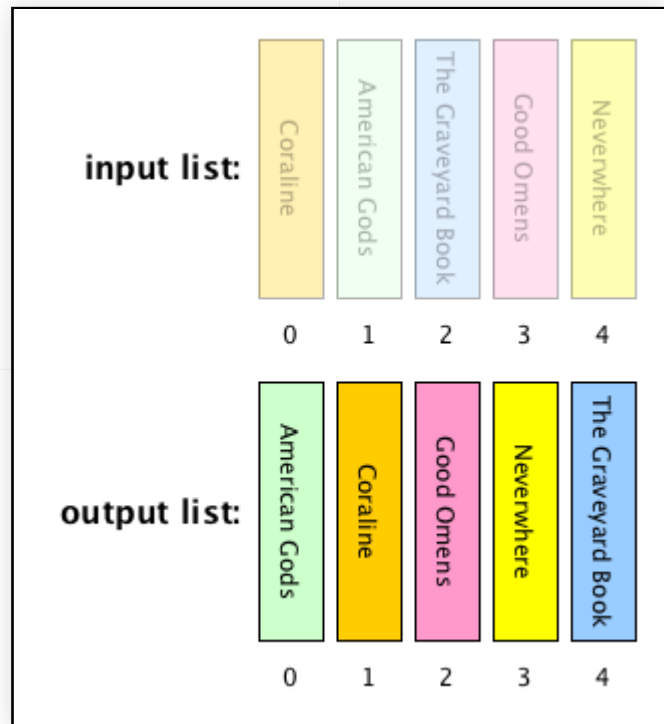 input list:
Coraline
American Gods
The Graveyard Book
Good Omens
Neverwhere
0 1 2 3 4
output list:
American Gods
Coraline
Good Omens
Neverwhere
The Graveyard Book
0 1 2 3 4